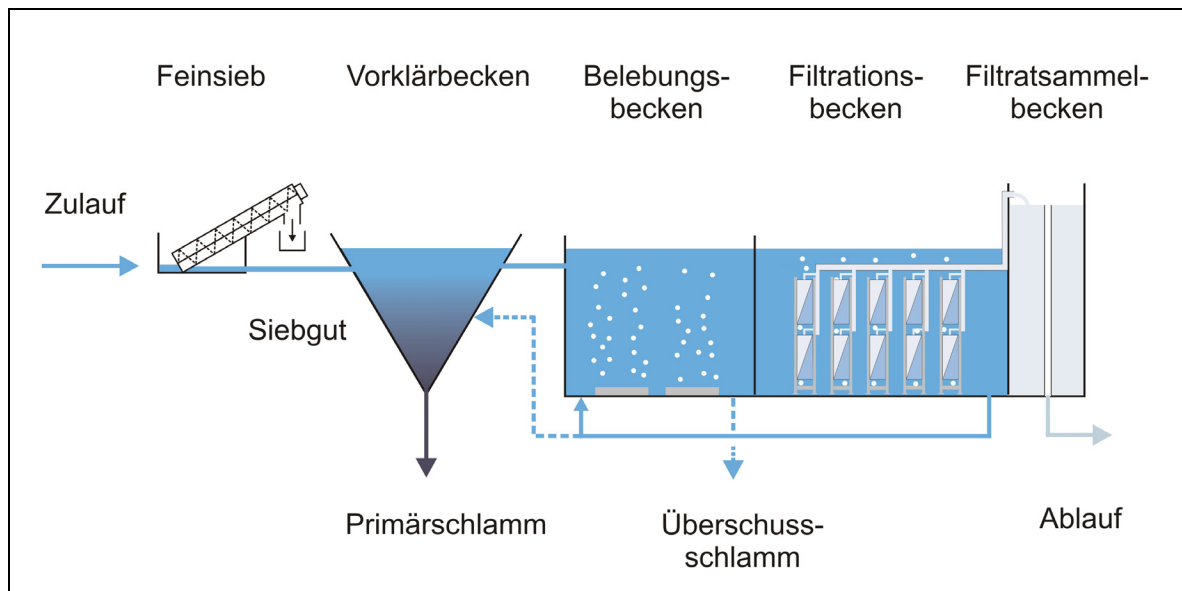 Feinsieb
Vorklärbecken
Belebungs-
becken
Filtrations-
becken
Filtratsammel-
becken
Zulauf
Siebgut
Primärschlamm
Überschuss-
schlamm
Ablauf